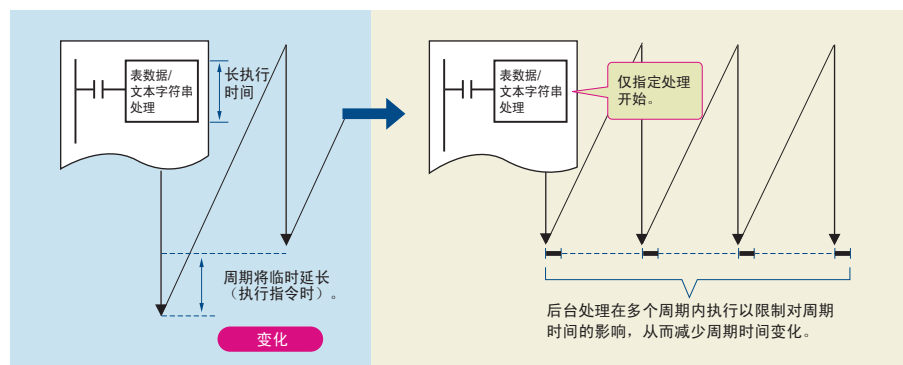 表数据/
文本字符串
处理
长执行
时间
周期将临时延长
（执行指令时）。
变化
表数据/
文本字符串
处理
仅指定处理
开始。
后台处理在多个周期内执行以限制对周期
时间的影响，从而减少周期时间变化。